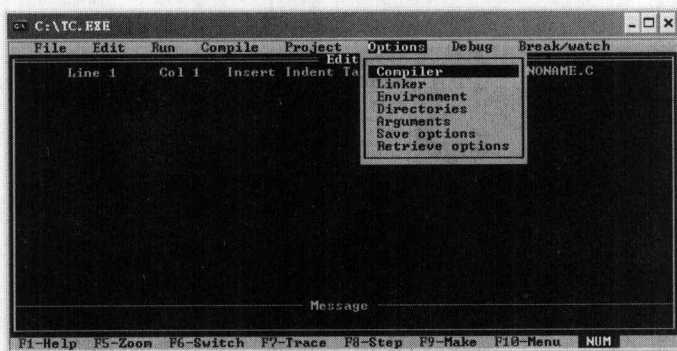 C:\TC.EXE
File Edit Run Compile Project Options Debug Break/watch
Edit
Line 1 Col 1 Insert Indent Ta NONAME.C
Compiler
Linker
Environment
Directories
Arguments
Save options
Retrieve options
Message
F1-Help F5-Zoom F6-Switch F7-Trace F8-Step F9-Make F10-Menu NUM